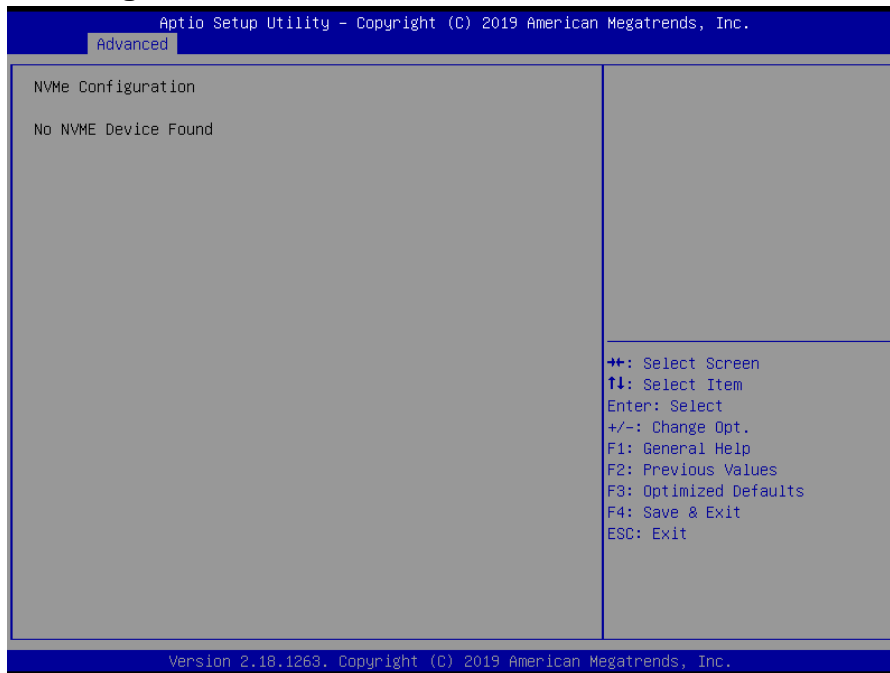 Aptio Setup Utility – Copyright (C) 2019 American Megatrends, Inc.
Advanced
NVMe Configuration
No NVME Device Found
→←: Select Screen
↑↓: Select Item
Enter: Select
+/-: Change Opt.
F1: General Help
F2: Previous Values
F3: Optimized Defaults
F4: Save & Exit
ESC: Exit
Version 2.18.1263. Copyright (C) 2019 American Megatrends, Inc.